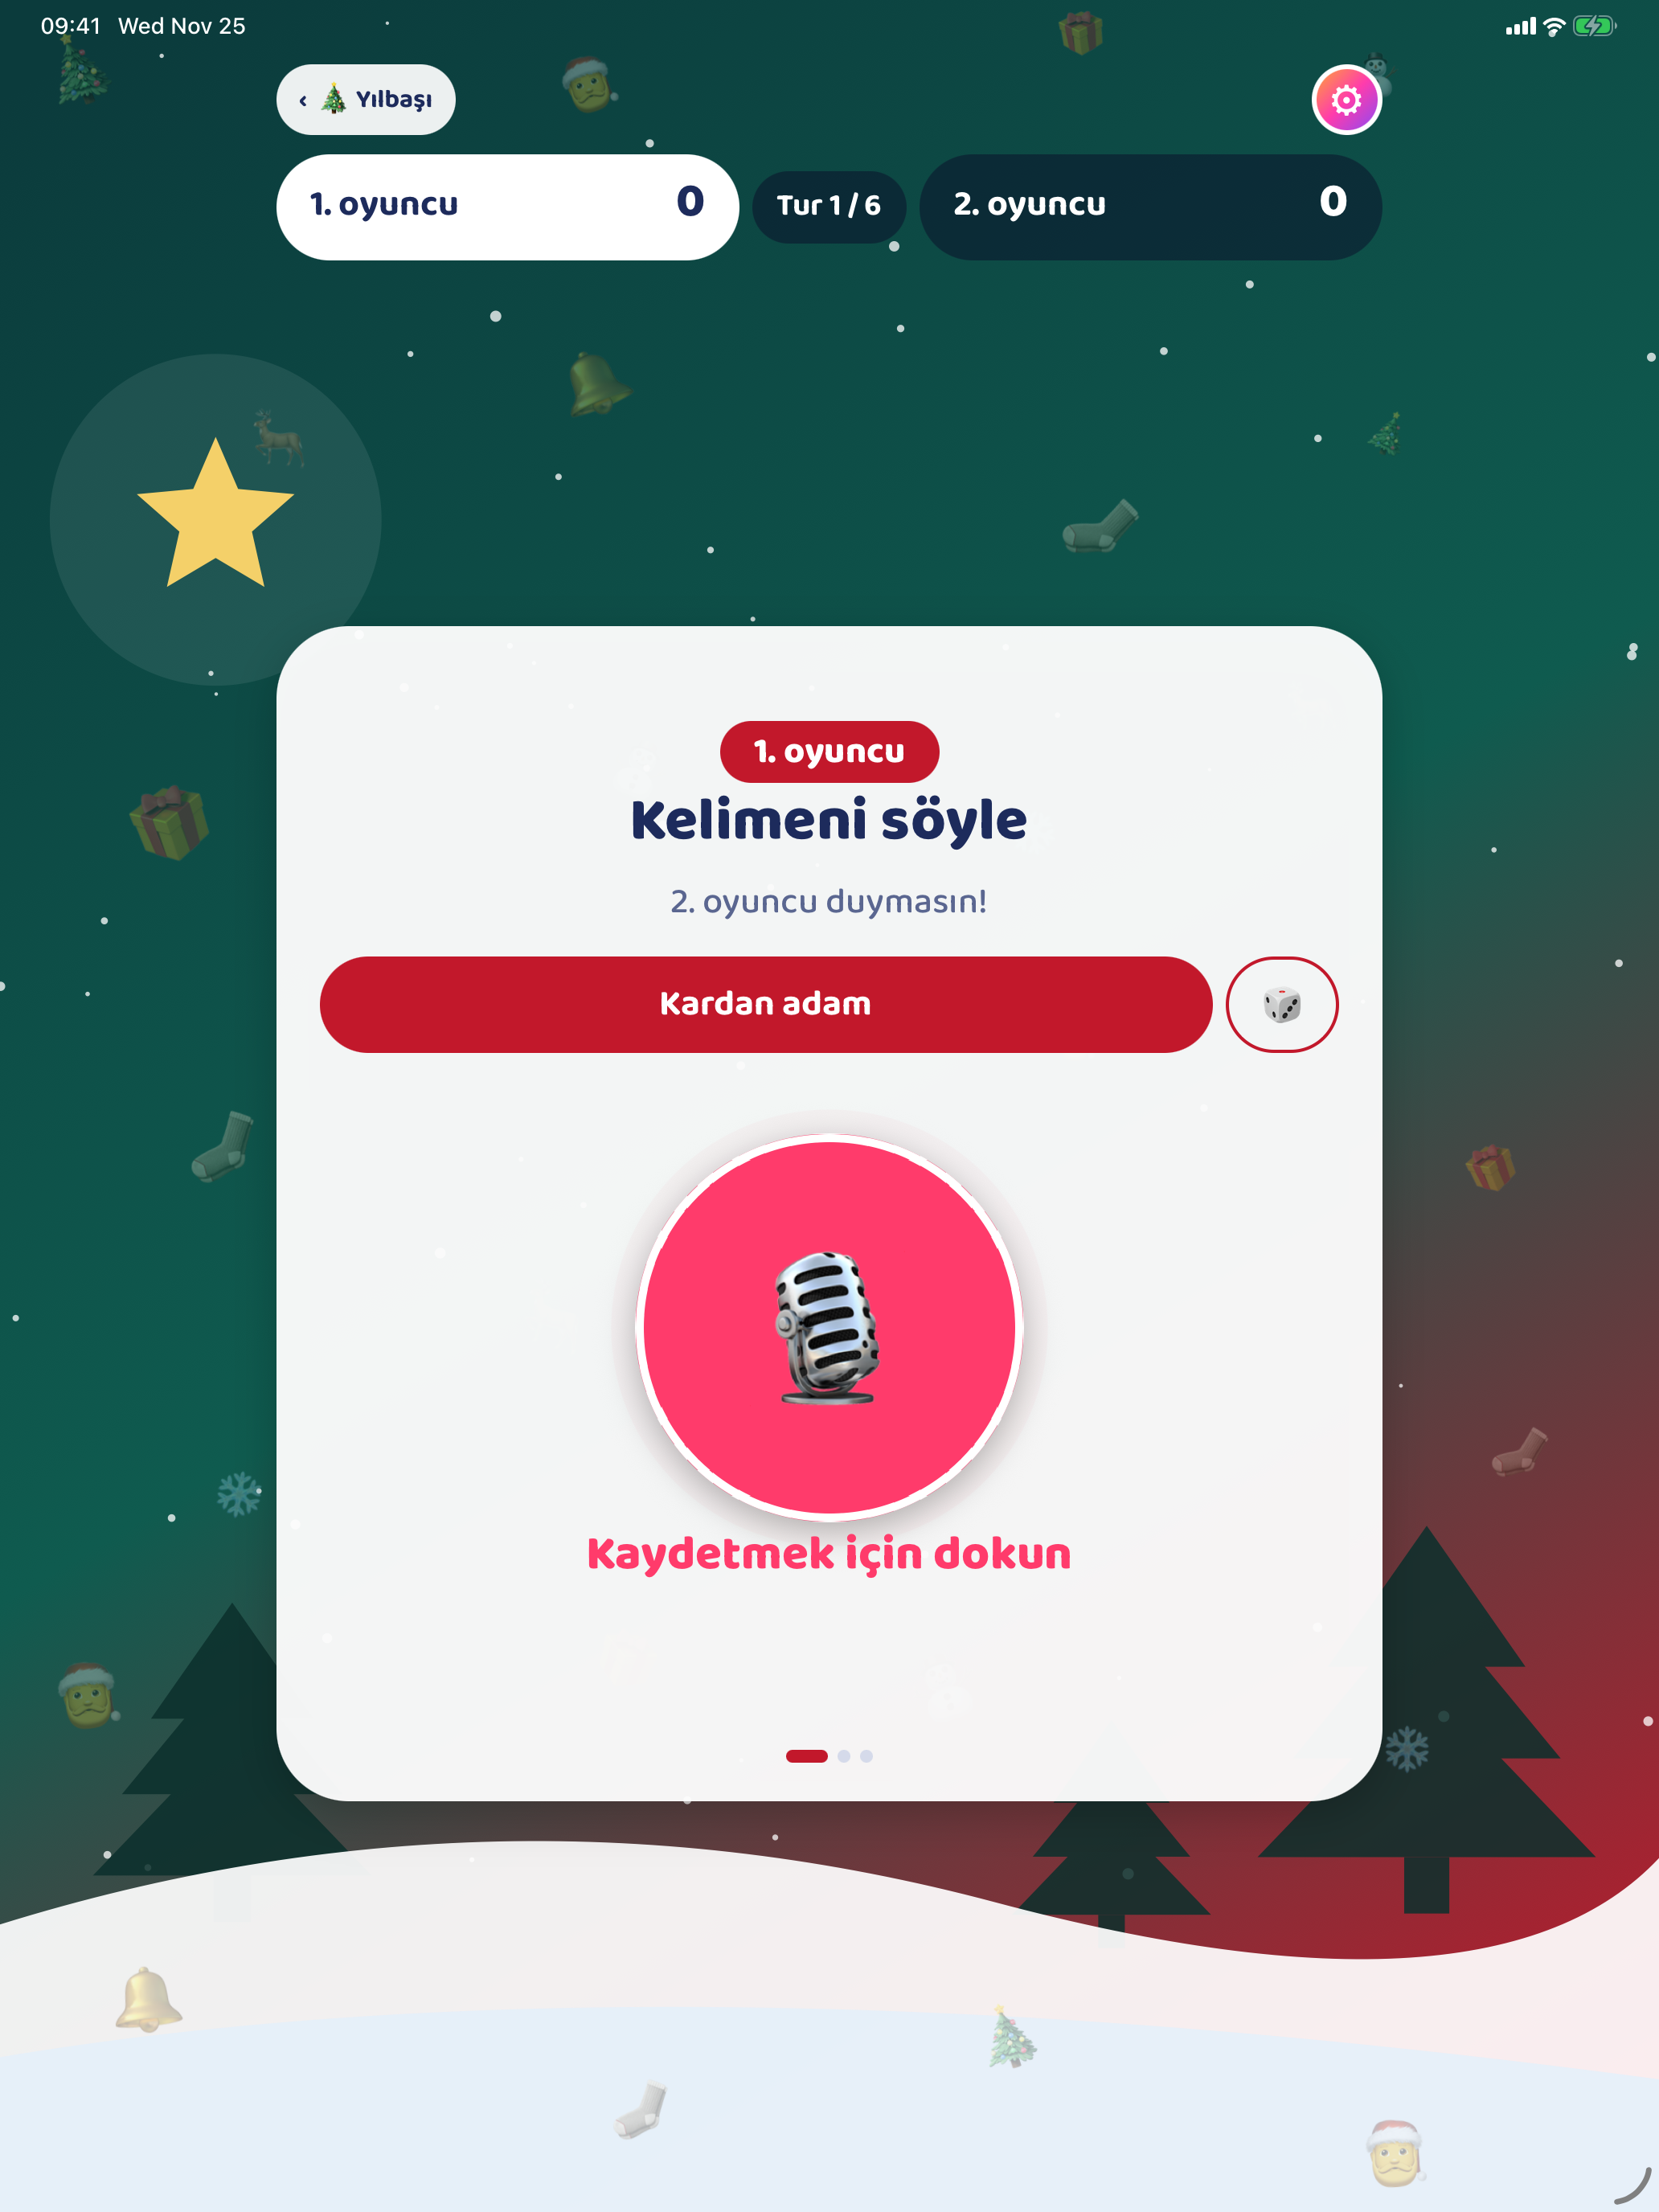 09:41 Wed Nov 25
‹ 🎄 Yılbaşı
1. oyuncu 0
Tur 1 / 6
2. oyuncu 0
1. oyuncu
Kelimeni söyle
2. oyuncu duymasın!
Kardan adam
Kaydetmek için dokun